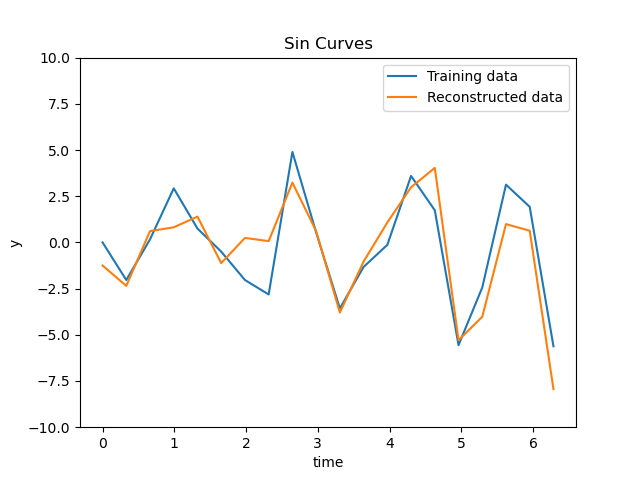 Sin Curves
10.0
7.5
5.0
2.5
0.0
−2.5
−5.0
−7.5
−10.0
y
Training data
Reconstructed data
0 1 2 3 4 5 6
time